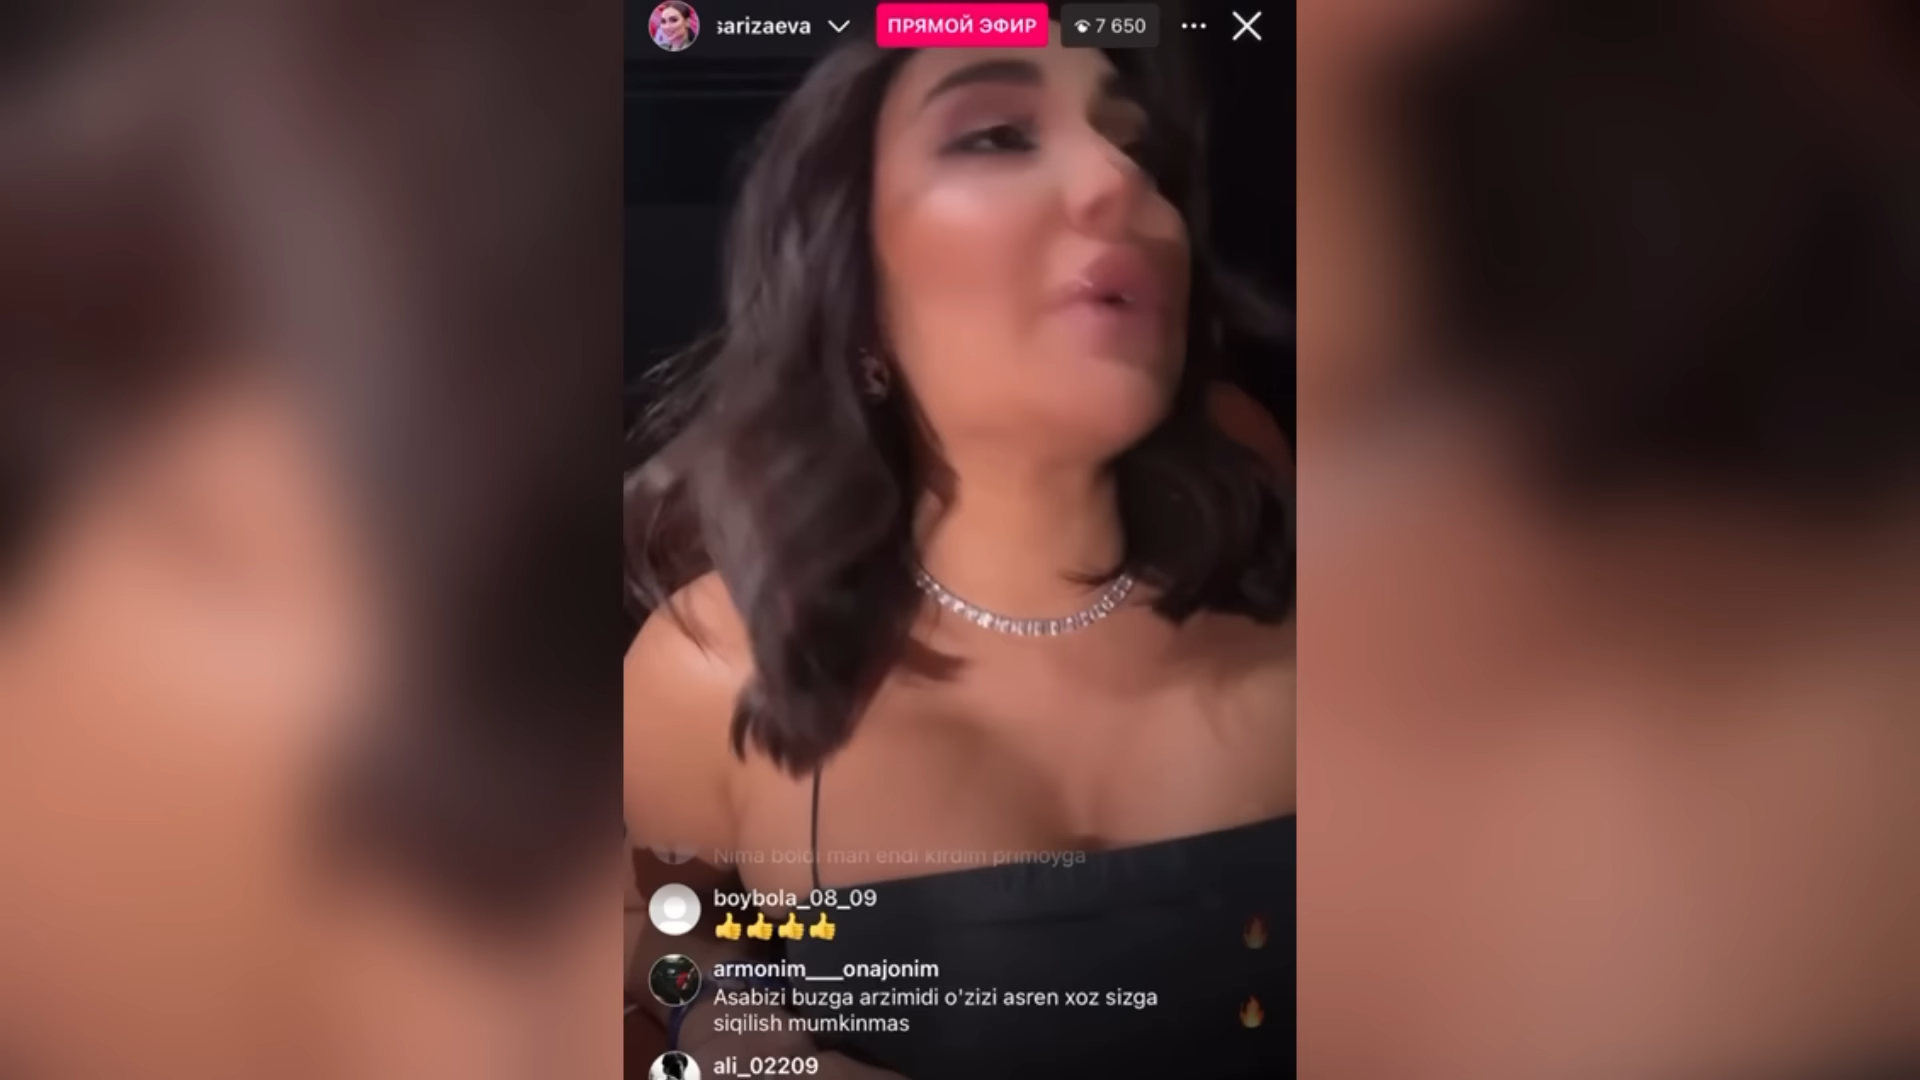 sarizaeva
ПРЯМОЙ ЭФИР
7 650
Nima boldi man endi kirdim primoyga
boybola_08_09
👍👍👍👍
armonim___onajonim
Asabizi buzga arzimidi o'zizi asren xoz sizga
siqilish mumkinmas
ali_02209